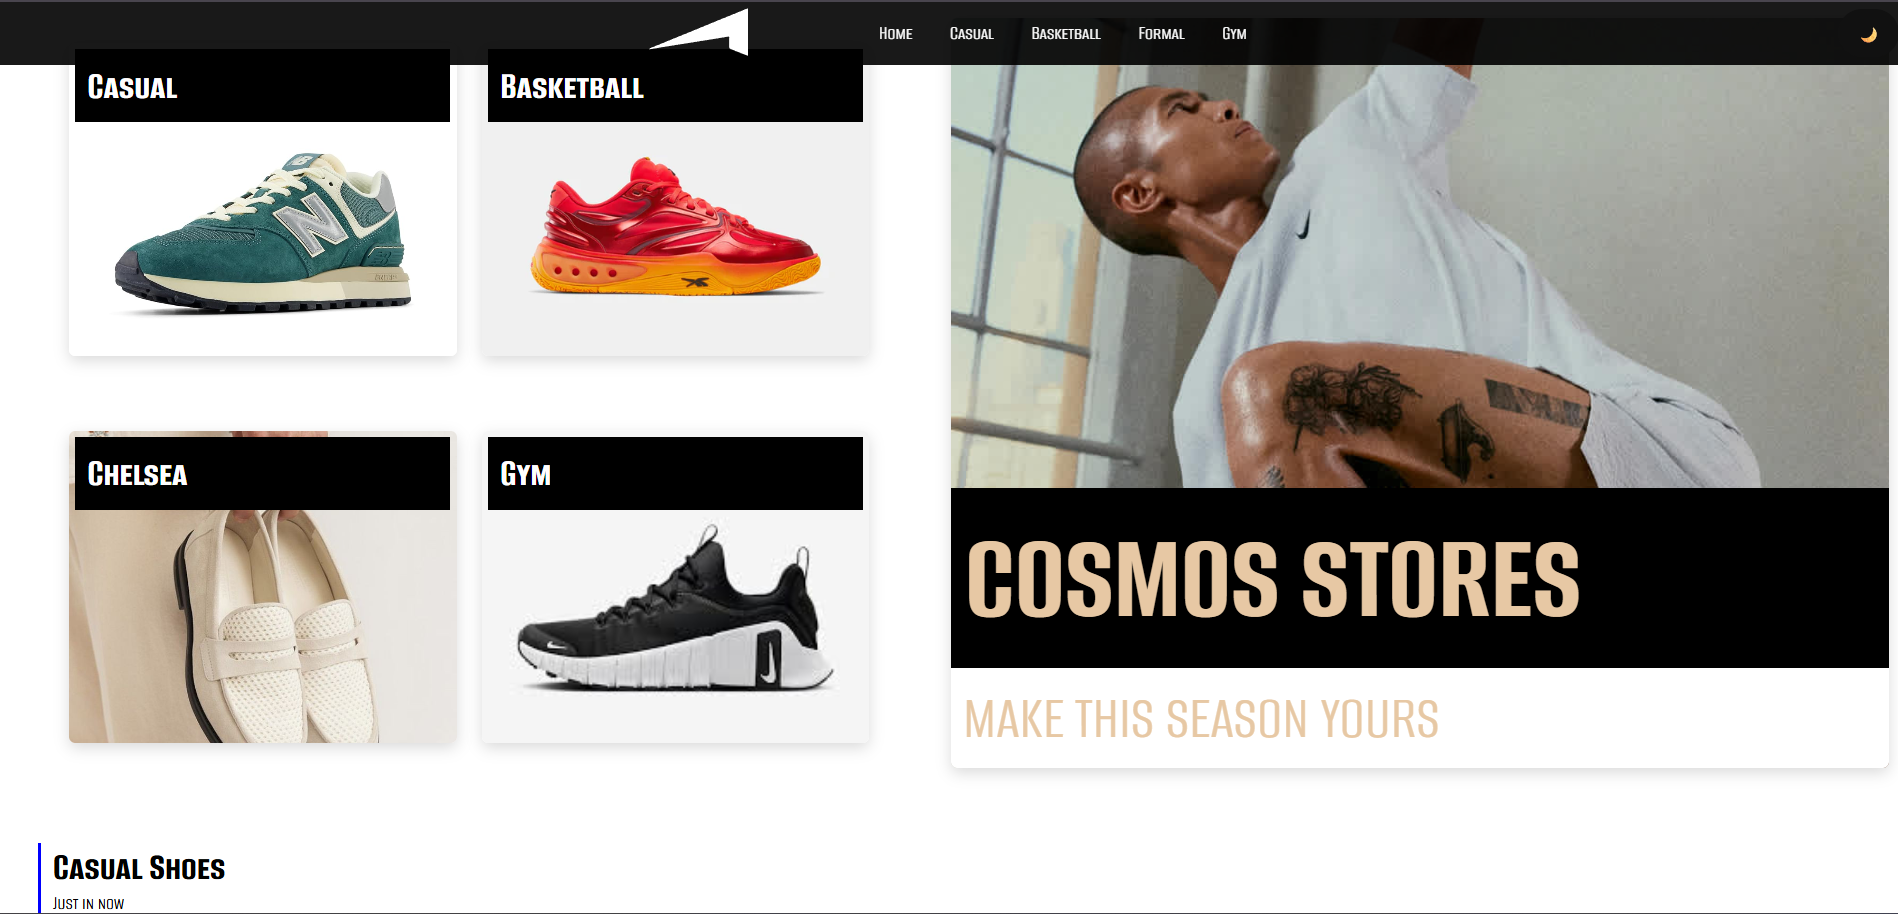 Home Casual Basketball Formal Gym
Casual
Basketball
Chelsea
Gym
COSMOS STORES
MAKE THIS SEASON YOURS
Casual Shoes
Just in now